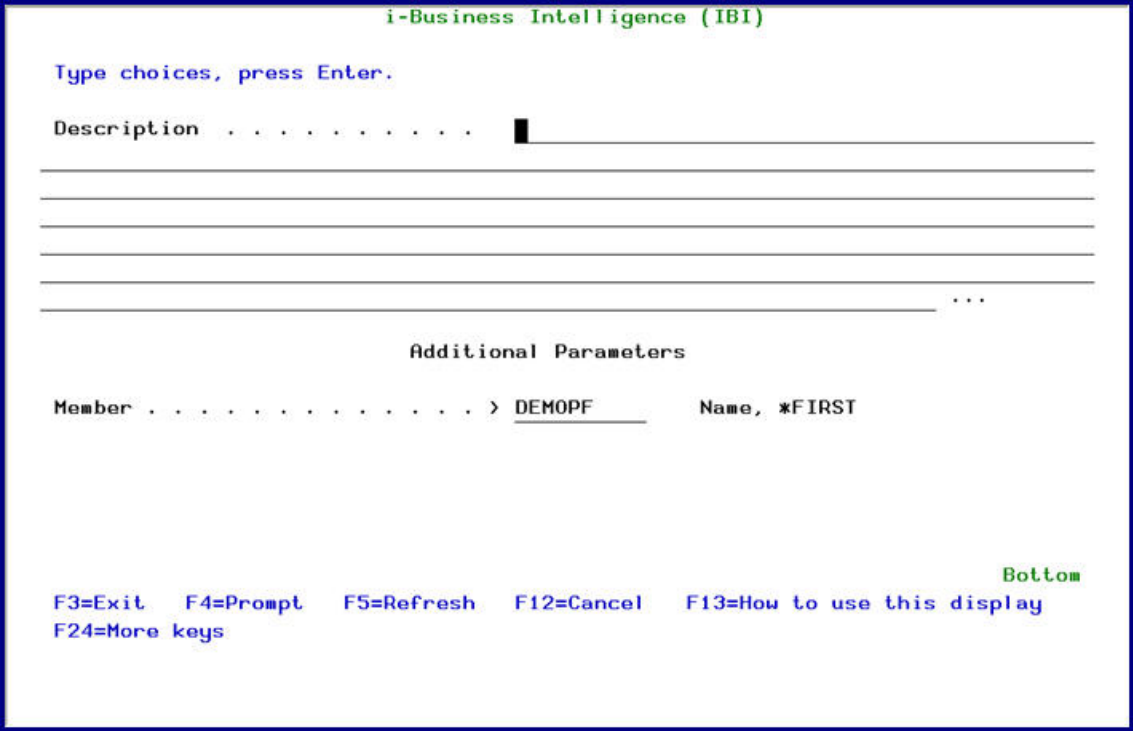 i-Business Intelligence (IBI)
Type choices, press Enter.
Description . . . . . . . . . .
...
Additional Parameters
Member . . . . . . . . . . . . . > DEMOPF Name, *FIRST
Bottom
F3=Exit F4=Prompt F5=Refresh F12=Cancel F13=How to use this display
F24=More keys